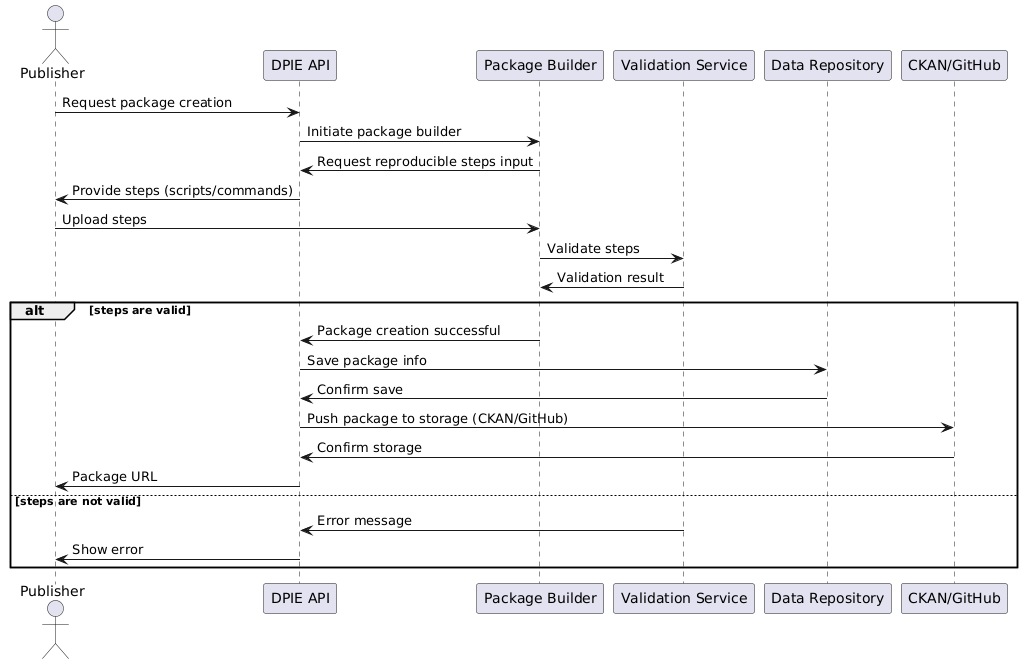 Publisher
DPIE API
Package Builder
Validation Service
Data Repository
CKAN/GitHub
Request package creation
Initiate package builder
Request reproducible steps input
Provide steps (scripts/commands)
Upload steps
Validate steps
Validation result
alt [steps are valid]
Package creation successful
Save package info
Confirm save
Push package to storage (CKAN/GitHub)
Confirm storage
Package URL
[steps are not valid]
Error message
Show error
Publisher
DPIE API
Package Builder
Validation Service
Data Repository
CKAN/GitHub